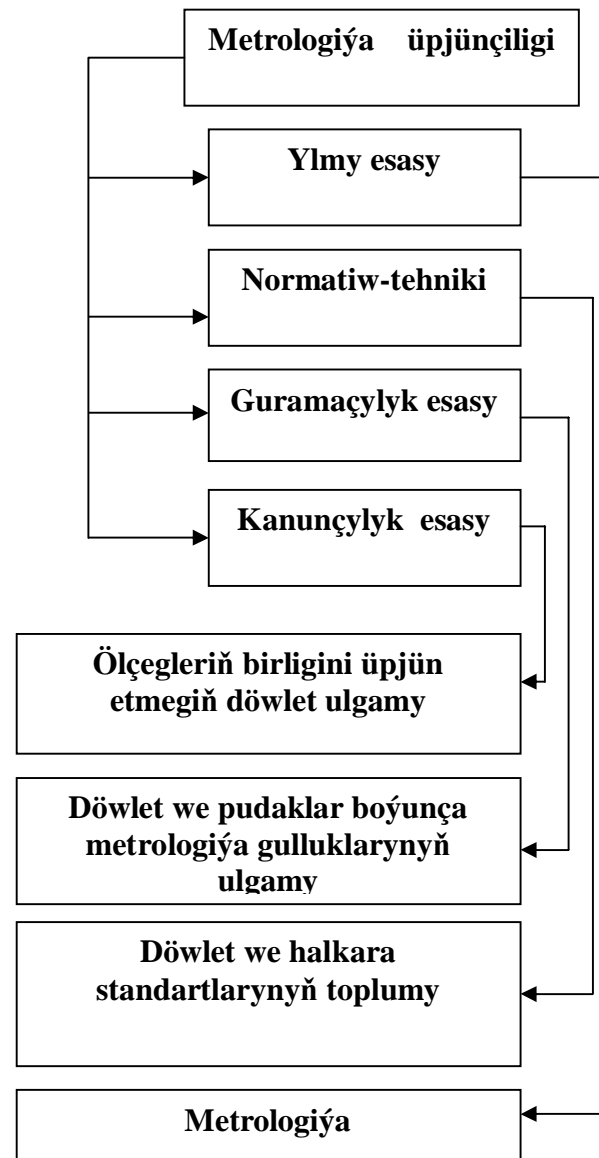 Metrologiýa üpjünçiligi
Ylmy esasy
Normatiw-tehniki
Guramaçylyk esasy
Kanunçylyk esasy
Ölçegleriň birligini üpjün
etmegiň döwlet ulgamy
Döwlet we pudaklar boýunça
metrologiýa gulluklarynyň
ulgamy
Döwlet we halkara
standartlarynyň toplumy
Metrologiýa